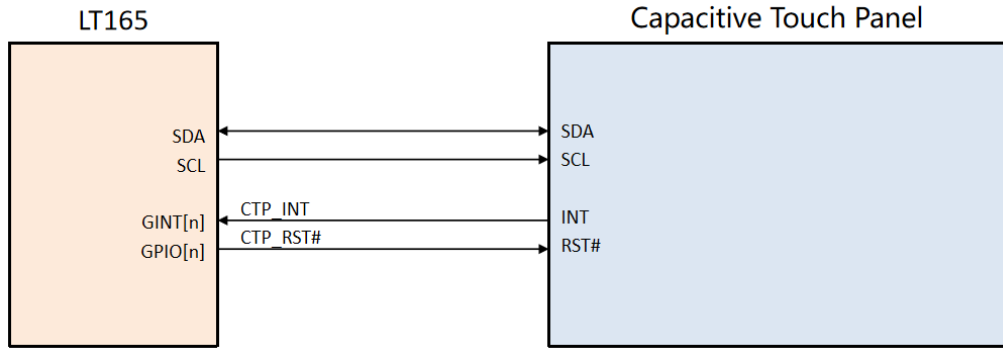 LT165
Capacitive Touch Panel
SDA
SDA
SCL
SCL
CTP_INT
GINT[n]
INT
CTP_RST#
GPIO[n]
RST#